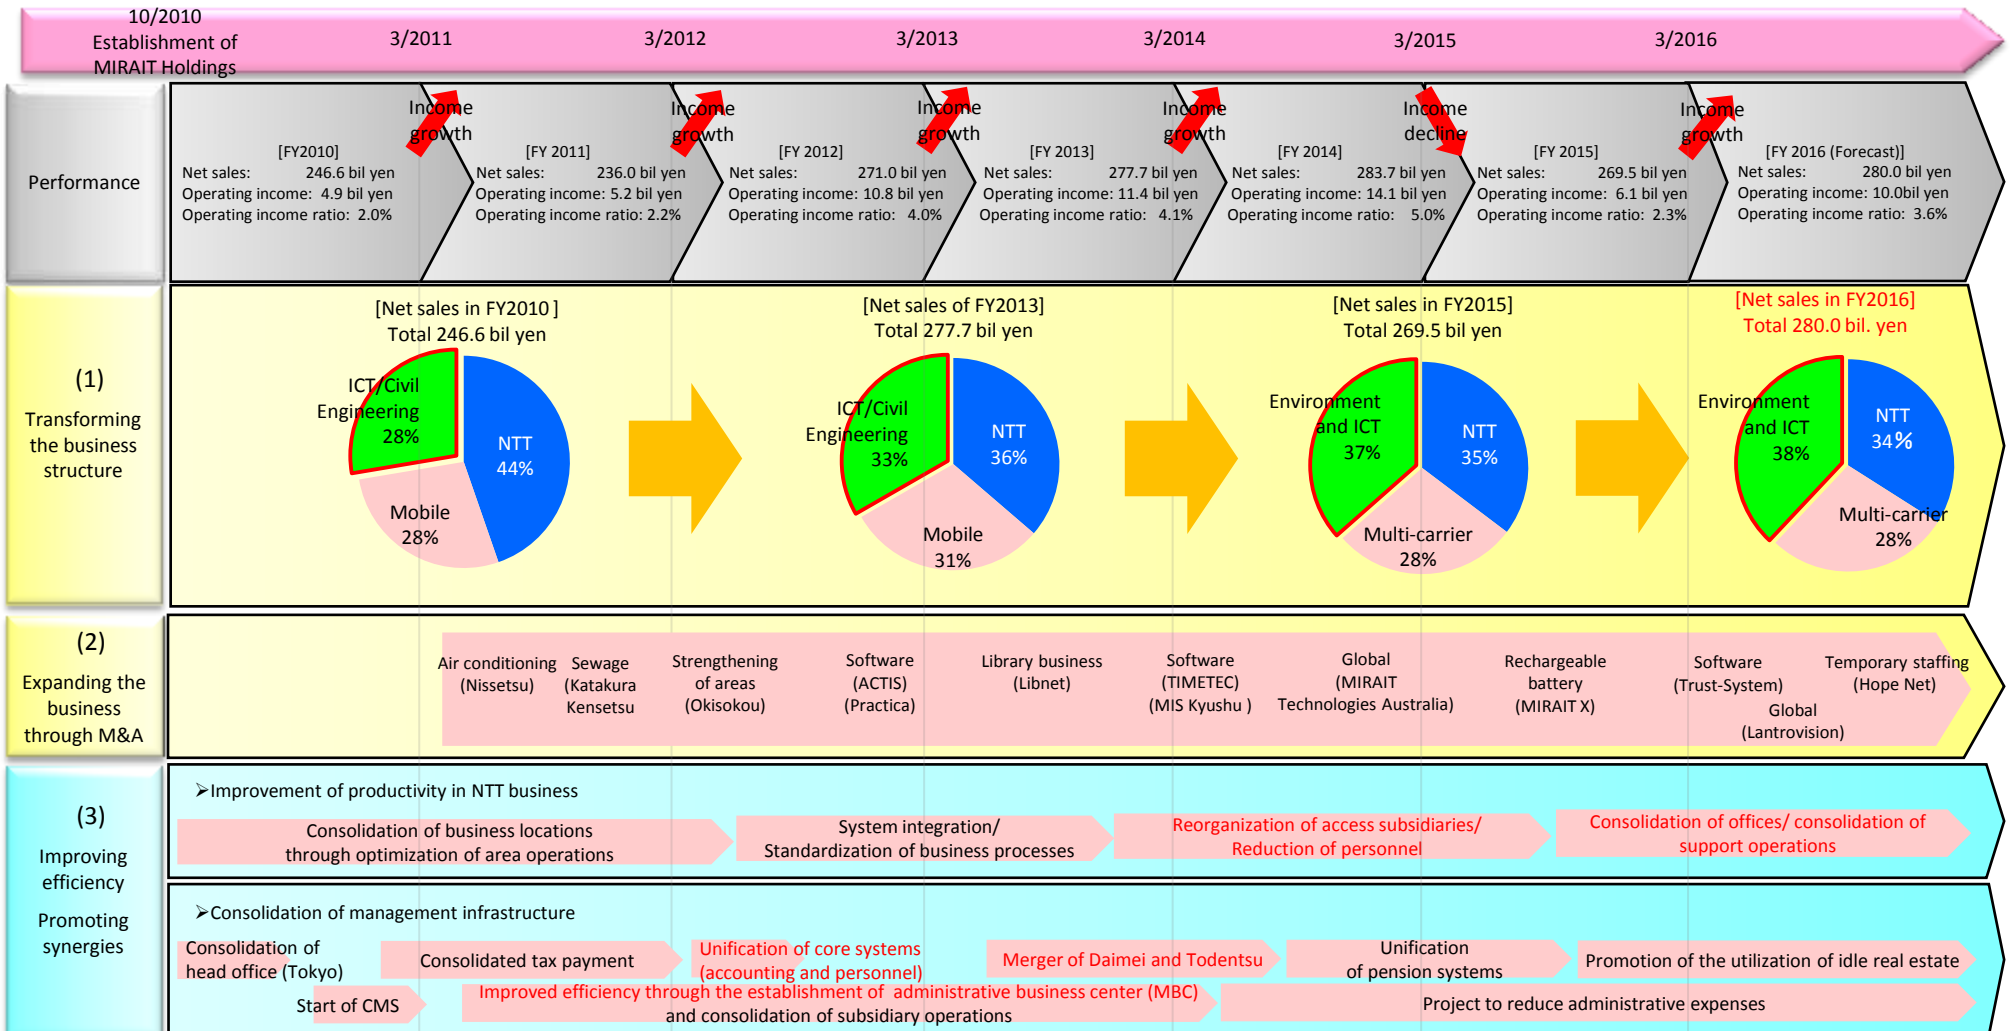 10/2010
Establishment of
MIRAIT Holdings
3/2011
3/2012
3/2013
3/2014
3/2015
3/2016
Performance
Income
growth
Income
growth
Income
growth
Income
growth
Income
decline
Income
growth
[FY2010]
Net sales: 246.6 bil yen
Operating income: 4.9 bil yen
Operating income ratio: 2.0%
[FY 2011]
Net sales: 236.0 bil yen
Operating income: 5.2 bil yen
Operating income ratio: 2.2%
[FY 2012]
Net sales: 271.0 bil yen
Operating income: 10.8 bil yen
Operating income ratio: 4.0%
[FY 2013]
Net sales: 277.7 bil yen
Operating income: 11.4 bil yen
Operating income ratio: 4.1%
[FY 2014]
Net sales: 283.7 bil yen
Operating income: 14.1 bil yen
Operating income ratio: 5.0%
[FY 2015]
Net sales: 269.5 bil yen
Operating income: 6.1 bil yen
Operating income ratio: 2.3%
[FY 2016 (Forecast)]
Net sales: 280.0 bil yen
Operating income: 10.0bil yen
Operating income ratio: 3.6%
(1)
Transforming
the business
structure
[Net sales in FY2010 ]
Total 246.6 bil yen
ICT/Civil
Engineering
28%
NTT
44%
Mobile
28%
[Net sales of FY2013]
Total 277.7 bil yen
ICT/Civil
Engineering
33%
NTT
36%
Mobile
31%
[Net sales in FY2015]
Total 269.5 bil yen
Environment
and ICT
37%
NTT
35%
Multi-carrier
28%
[Net sales in FY2016]
Total 280.0 bil. yen
Environment
and ICT
38%
NTT
34%
Multi-carrier
28%
(2)
Expanding the
business
through M&A
Air conditioning
(Nissetsu)
Sewage
(Katakura
Kensetsu
Strengthening
of areas
(Okisokou)
Software
(ACTIS)
(Practica)
Library business
(Libnet)
Software
(TIMETEC)
(MIS Kyushu )
Global
(MIRAIT
Technologies Australia)
Rechargeable
battery
(MIRAIT X)
Software
(Trust-System)
Global
(Lantrovision)
Temporary staffing
(Hope Net)
(3)
Improving
efficiency
Promoting
synergies
➢Improvement of productivity in NTT business
Consolidation of business locations
through optimization of area operations
System integration/
Standardization of business processes
Reorganization of access subsidiaries/
Reduction of personnel
Consolidation of offices/ consolidation of
support operations
➢Consolidation of management infrastructure
Consolidation of
head office (Tokyo)
Consolidated tax payment
Unification of core systems
(accounting and personnel)
Merger of Daimei and Todentsu
Unification
of pension systems
Promotion of the utilization of idle real estate
Start of CMS
Improved efficiency through the establishment of administrative business center (MBC)
and consolidation of subsidiary operations
Project to reduce administrative expenses